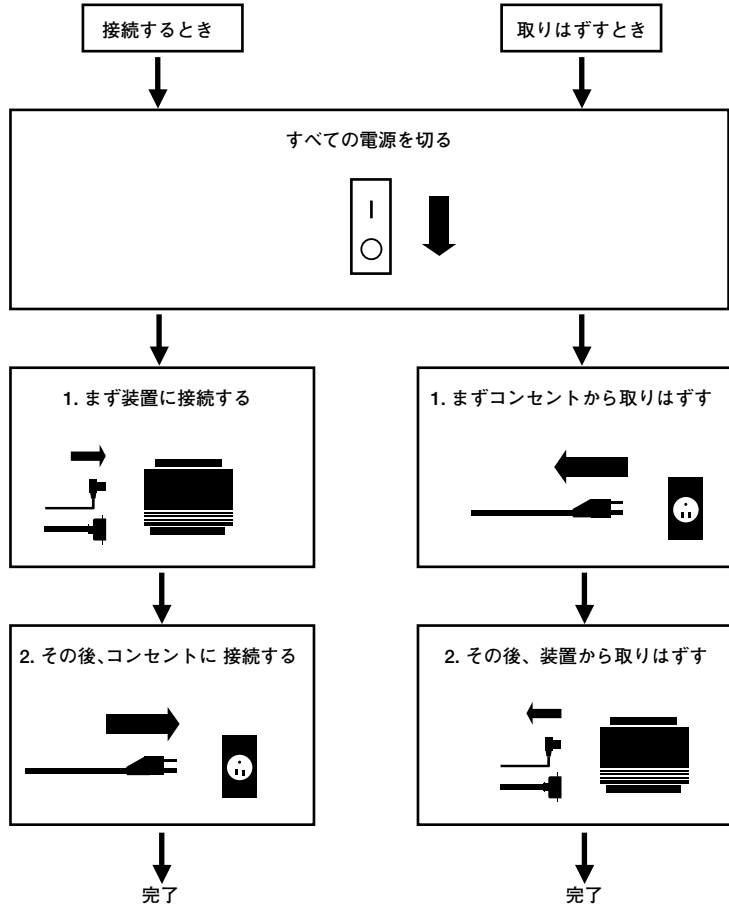 接続するとき
取りはずすとき
すべての電源を切る
1. まず装置に接続する
1. まずコンセントから取りはずす
2. その後、コンセントに 接続する
2. その後、装置から取りはずす
完了
完了